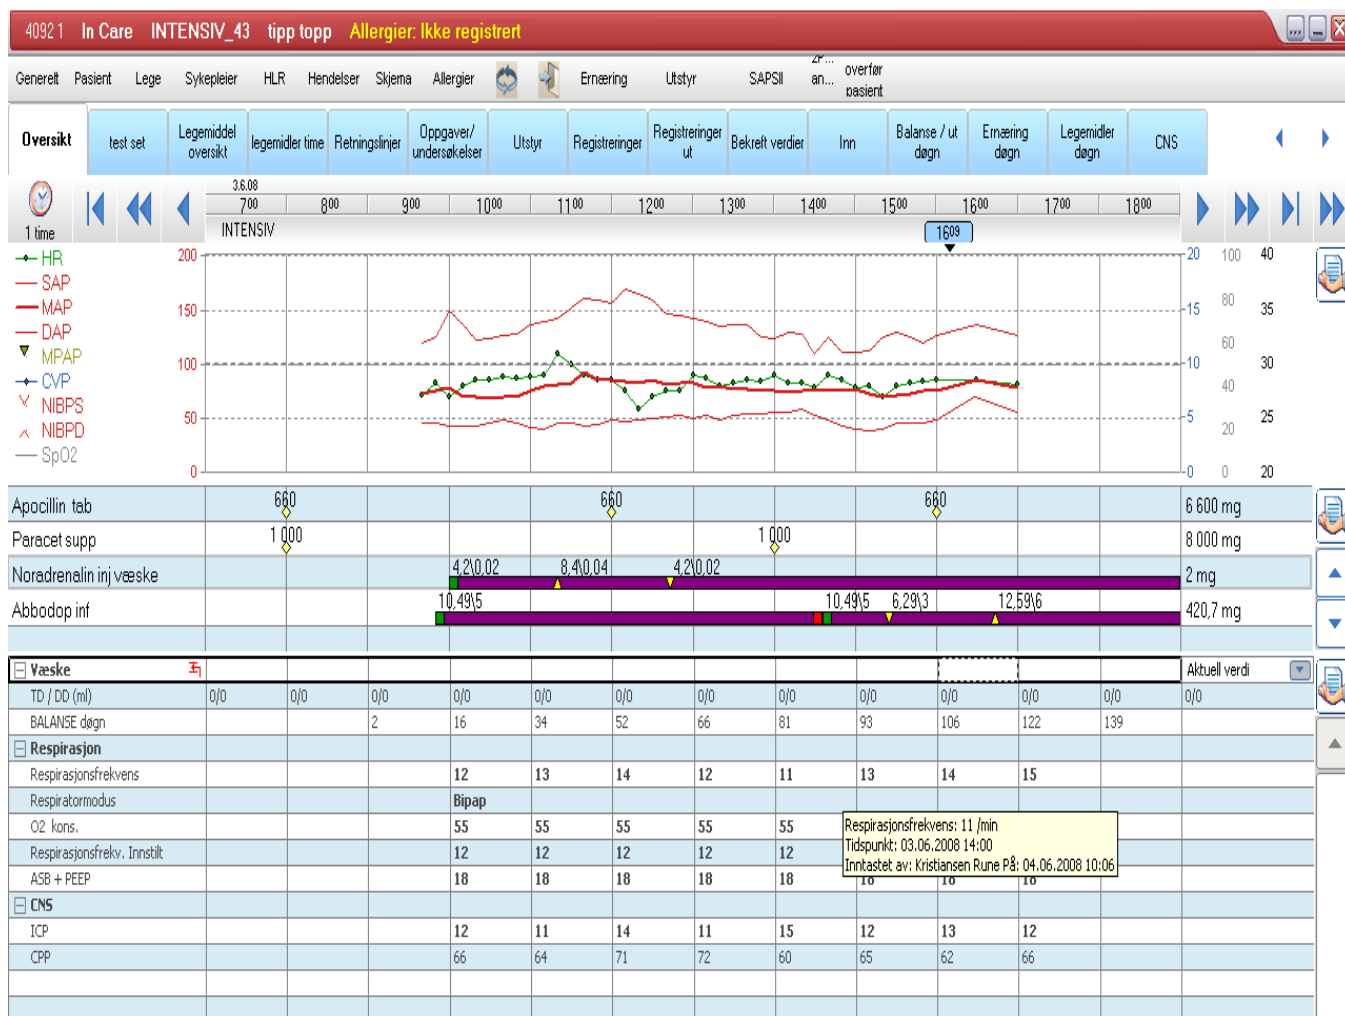 4092 1 In Care INTENSIV_43 tipp topp Allergier: Ikke registrert
Generelt Pasient Lege Sykepleier HLR Hendelser Skjema Allergier Ernæring Utstyr SAPSII an... overfør pasient
Oversikt test set Legemiddel oversikt legemidler time Retningslinjer Oppgaver/ undersøkelser Utstyr Registreringer Registreringer ut Bekreft verdier Inn Balanse / ut døgn Ernæring døgn Legemidler døgn CNS
3.6.08
1 time 700 800 900 1000 1100 1200 1300 1400 1500 1600 1700 1800
INTENSIV 1609
HR 200 20 100 40
SAP
MAP 150 15 80 35
DAP
MPAP 100 10 60 30
CVP 40
NIBPS 50 5 25
NIBPD 20
SpO2 0 0 0 20
Apocillin tab 660 660 660 6 600 mg
Paracet supp 1 000 1 000 8 000 mg
Noradrenalin inj væske 4,2\0,02 8,4\0,04 4,2\0,02 2 mg
Abbodop inf 10,49\5 10,49\5 6,29\3 12,59\6 420,7 mg
Væske Aktuell verdi
TD / DD (ml) 0/0 0/0 0/0 0/0 0/0 0/0 0/0 0/0 0/0 0/0 0/0 0/0 0/0
BALANSE døgn 2 16 34 52 66 81 93 106 122 139
Respirasjon
Respirasjonsfrekvens 12 13 14 12 11 13 14 15
Respiratormodus Bipap
O2 kons. 55 55 55 55 55
Respirasjonsfrekv. Innstilt 12 12 12 12 12
ASB + PEEP 18 18 18 18 18 18 18 18
Respirasjonsfrekvens: 11 /min
Tidspunkt: 03.06.2008 14:00
Inntastet av: Kristiansen Rune På: 04.06.2008 10:06
CNS
ICP 12 11 14 11 15 12 13 12
CPP 66 64 71 72 60 65 62 66